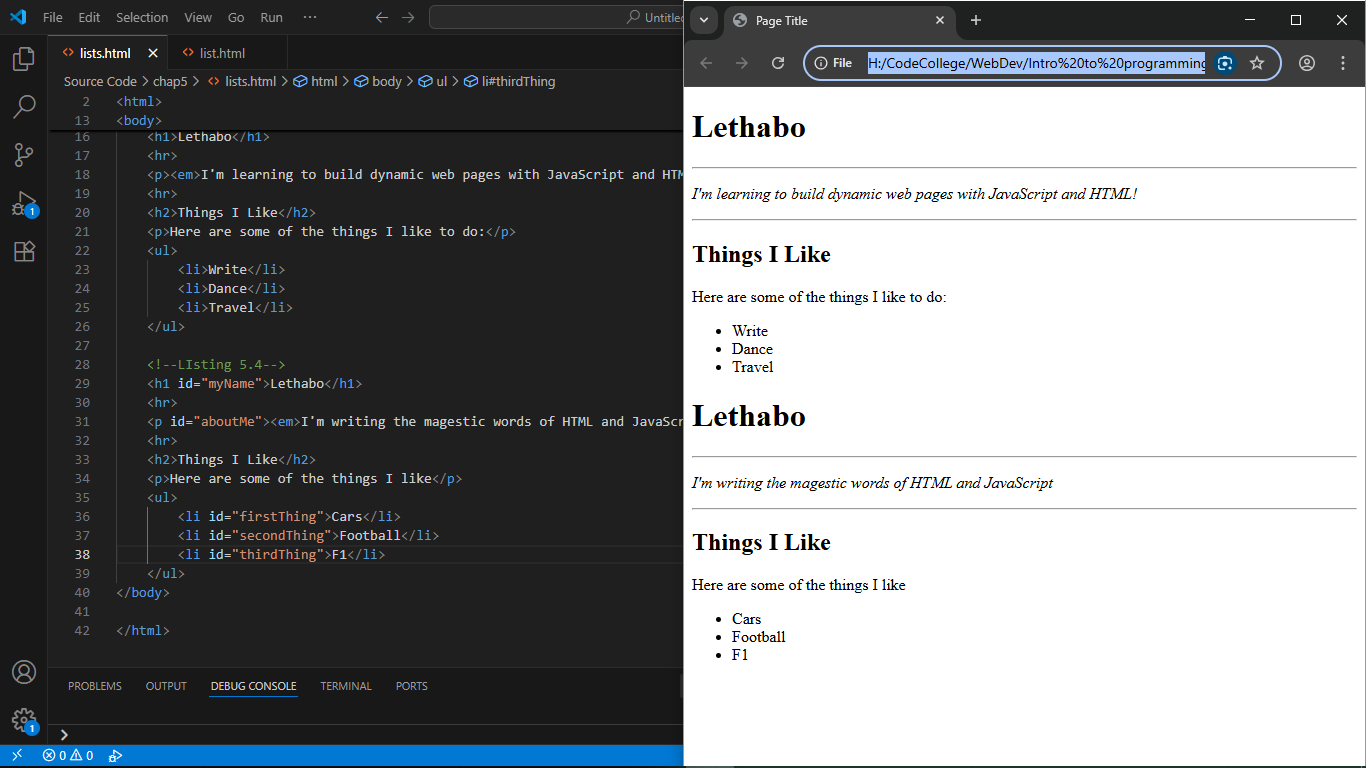 File Edit Selection View Go Run ··· Untitle
lists.html list.html
Source Code > chap5 > lists.html > html > body > ul > li#thirdThing
2 <html>
13 <body>
16 <h1>Lethabo</h1>
17 <hr>
18 <p><em>I'm learning to build dynamic web pages with JavaScript and HTM
19 <hr>
20 <h2>Things I Like</h2>
21 <p>Here are some of the things I like to do:</p>
22 <ul>
23 <li>Write</li>
24 <li>Dance</li>
25 <li>Travel</li>
26 </ul>
27
28 <!--LIsting 5.4-->
29 <h1 id="myName">Lethabo</h1>
30 <hr>
31 <p id="aboutMe"><em>I'm writing the magestic words of HTML and JavaScr
32 <hr>
33 <h2>Things I Like</h2>
34 <p>Here are some of the things I like</p>
35 <ul>
36 <li id="firstThing">Cars</li>
37 <li id="secondThing">Football</li>
38 <li id="thirdThing">F1</li>
39 </ul>
40 </body>
41
42 </html>
PROBLEMS OUTPUT DEBUG CONSOLE TERMINAL PORTS
0 0
1
1
Page Title
File H:/CodeCollege/WebDev/Intro%20to%20programming
Lethabo
I'm learning to build dynamic web pages with JavaScript and HTML!
Things I Like
Here are some of the things I like to do:
• Write
• Dance
• Travel
Lethabo
I'm writing the magestic words of HTML and JavaScript
Things I Like
Here are some of the things I like
• Cars
• Football
• F1